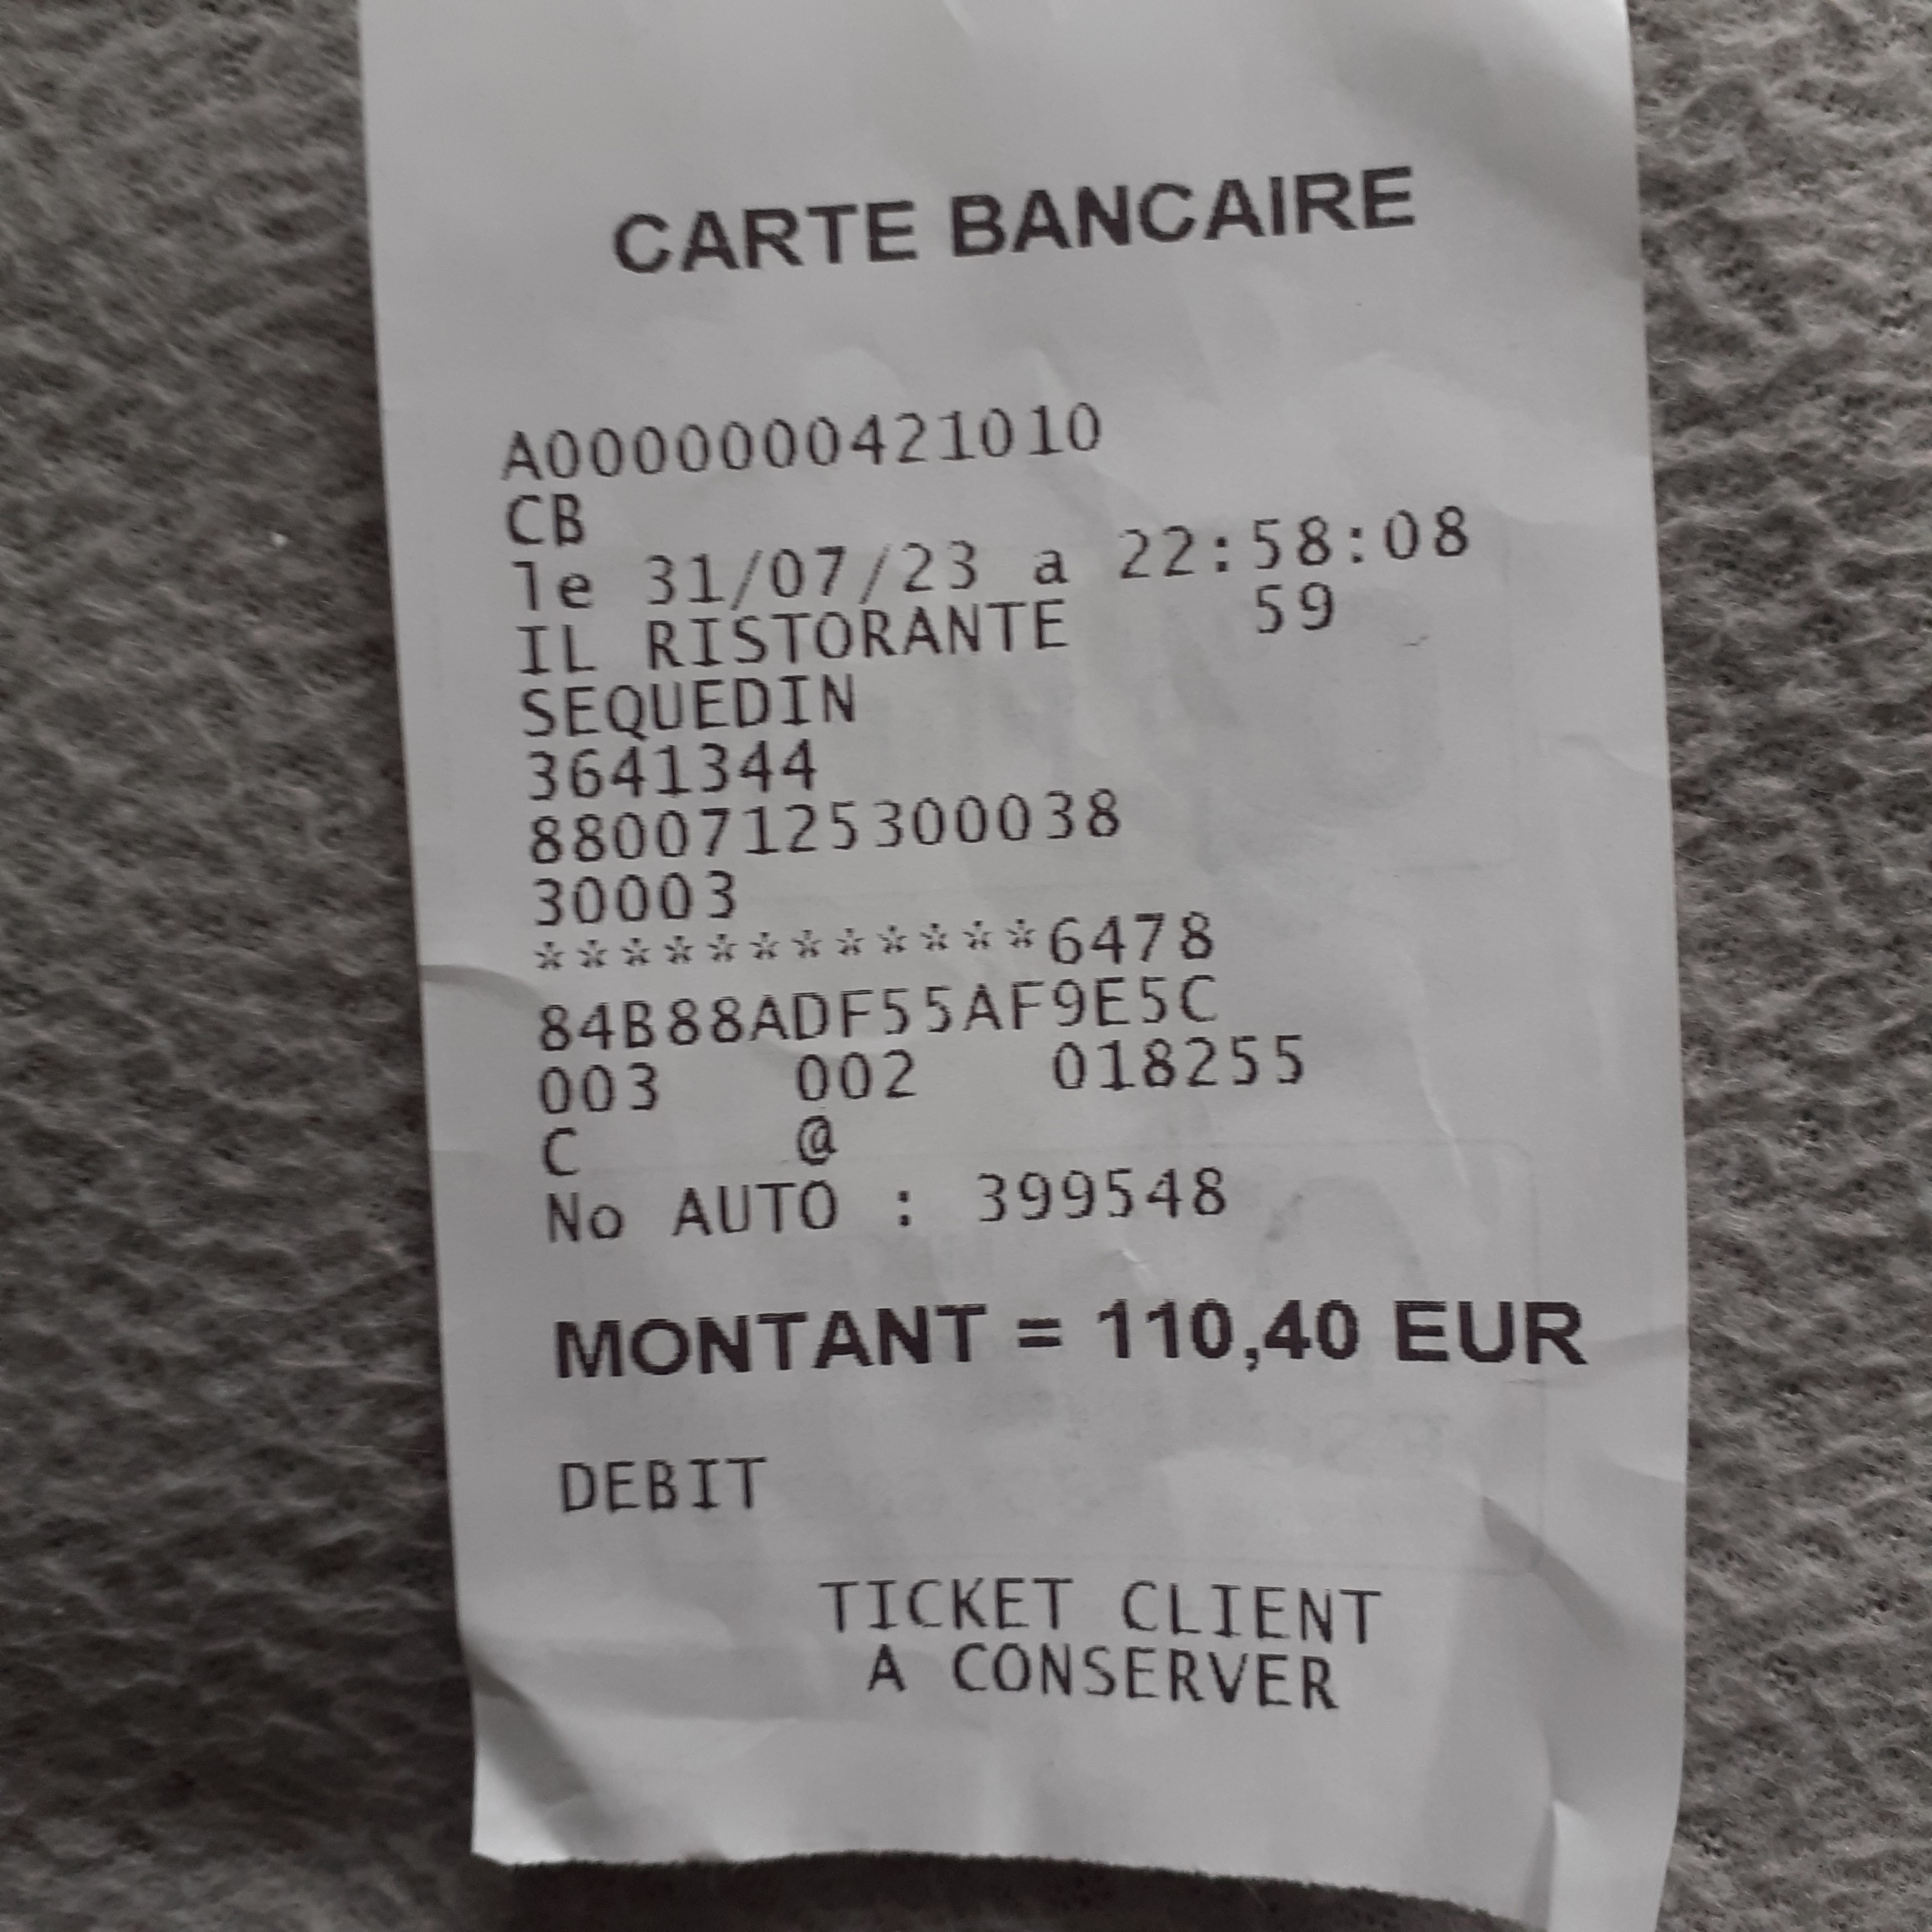 CARTE BANCAIRE
A0000000421010
CB
le 31/07/23 a 22:58:08
IL RISTORANTE 59
SEQUEDIN
3641344
88007125300038
30003
************6478
84B88ADF55AF9E5C
003 002 018255
C @
No AUTO : 399548
MONTANT = 110,40 EUR
DEBIT
TICKET CLIENT
A CONSERVER